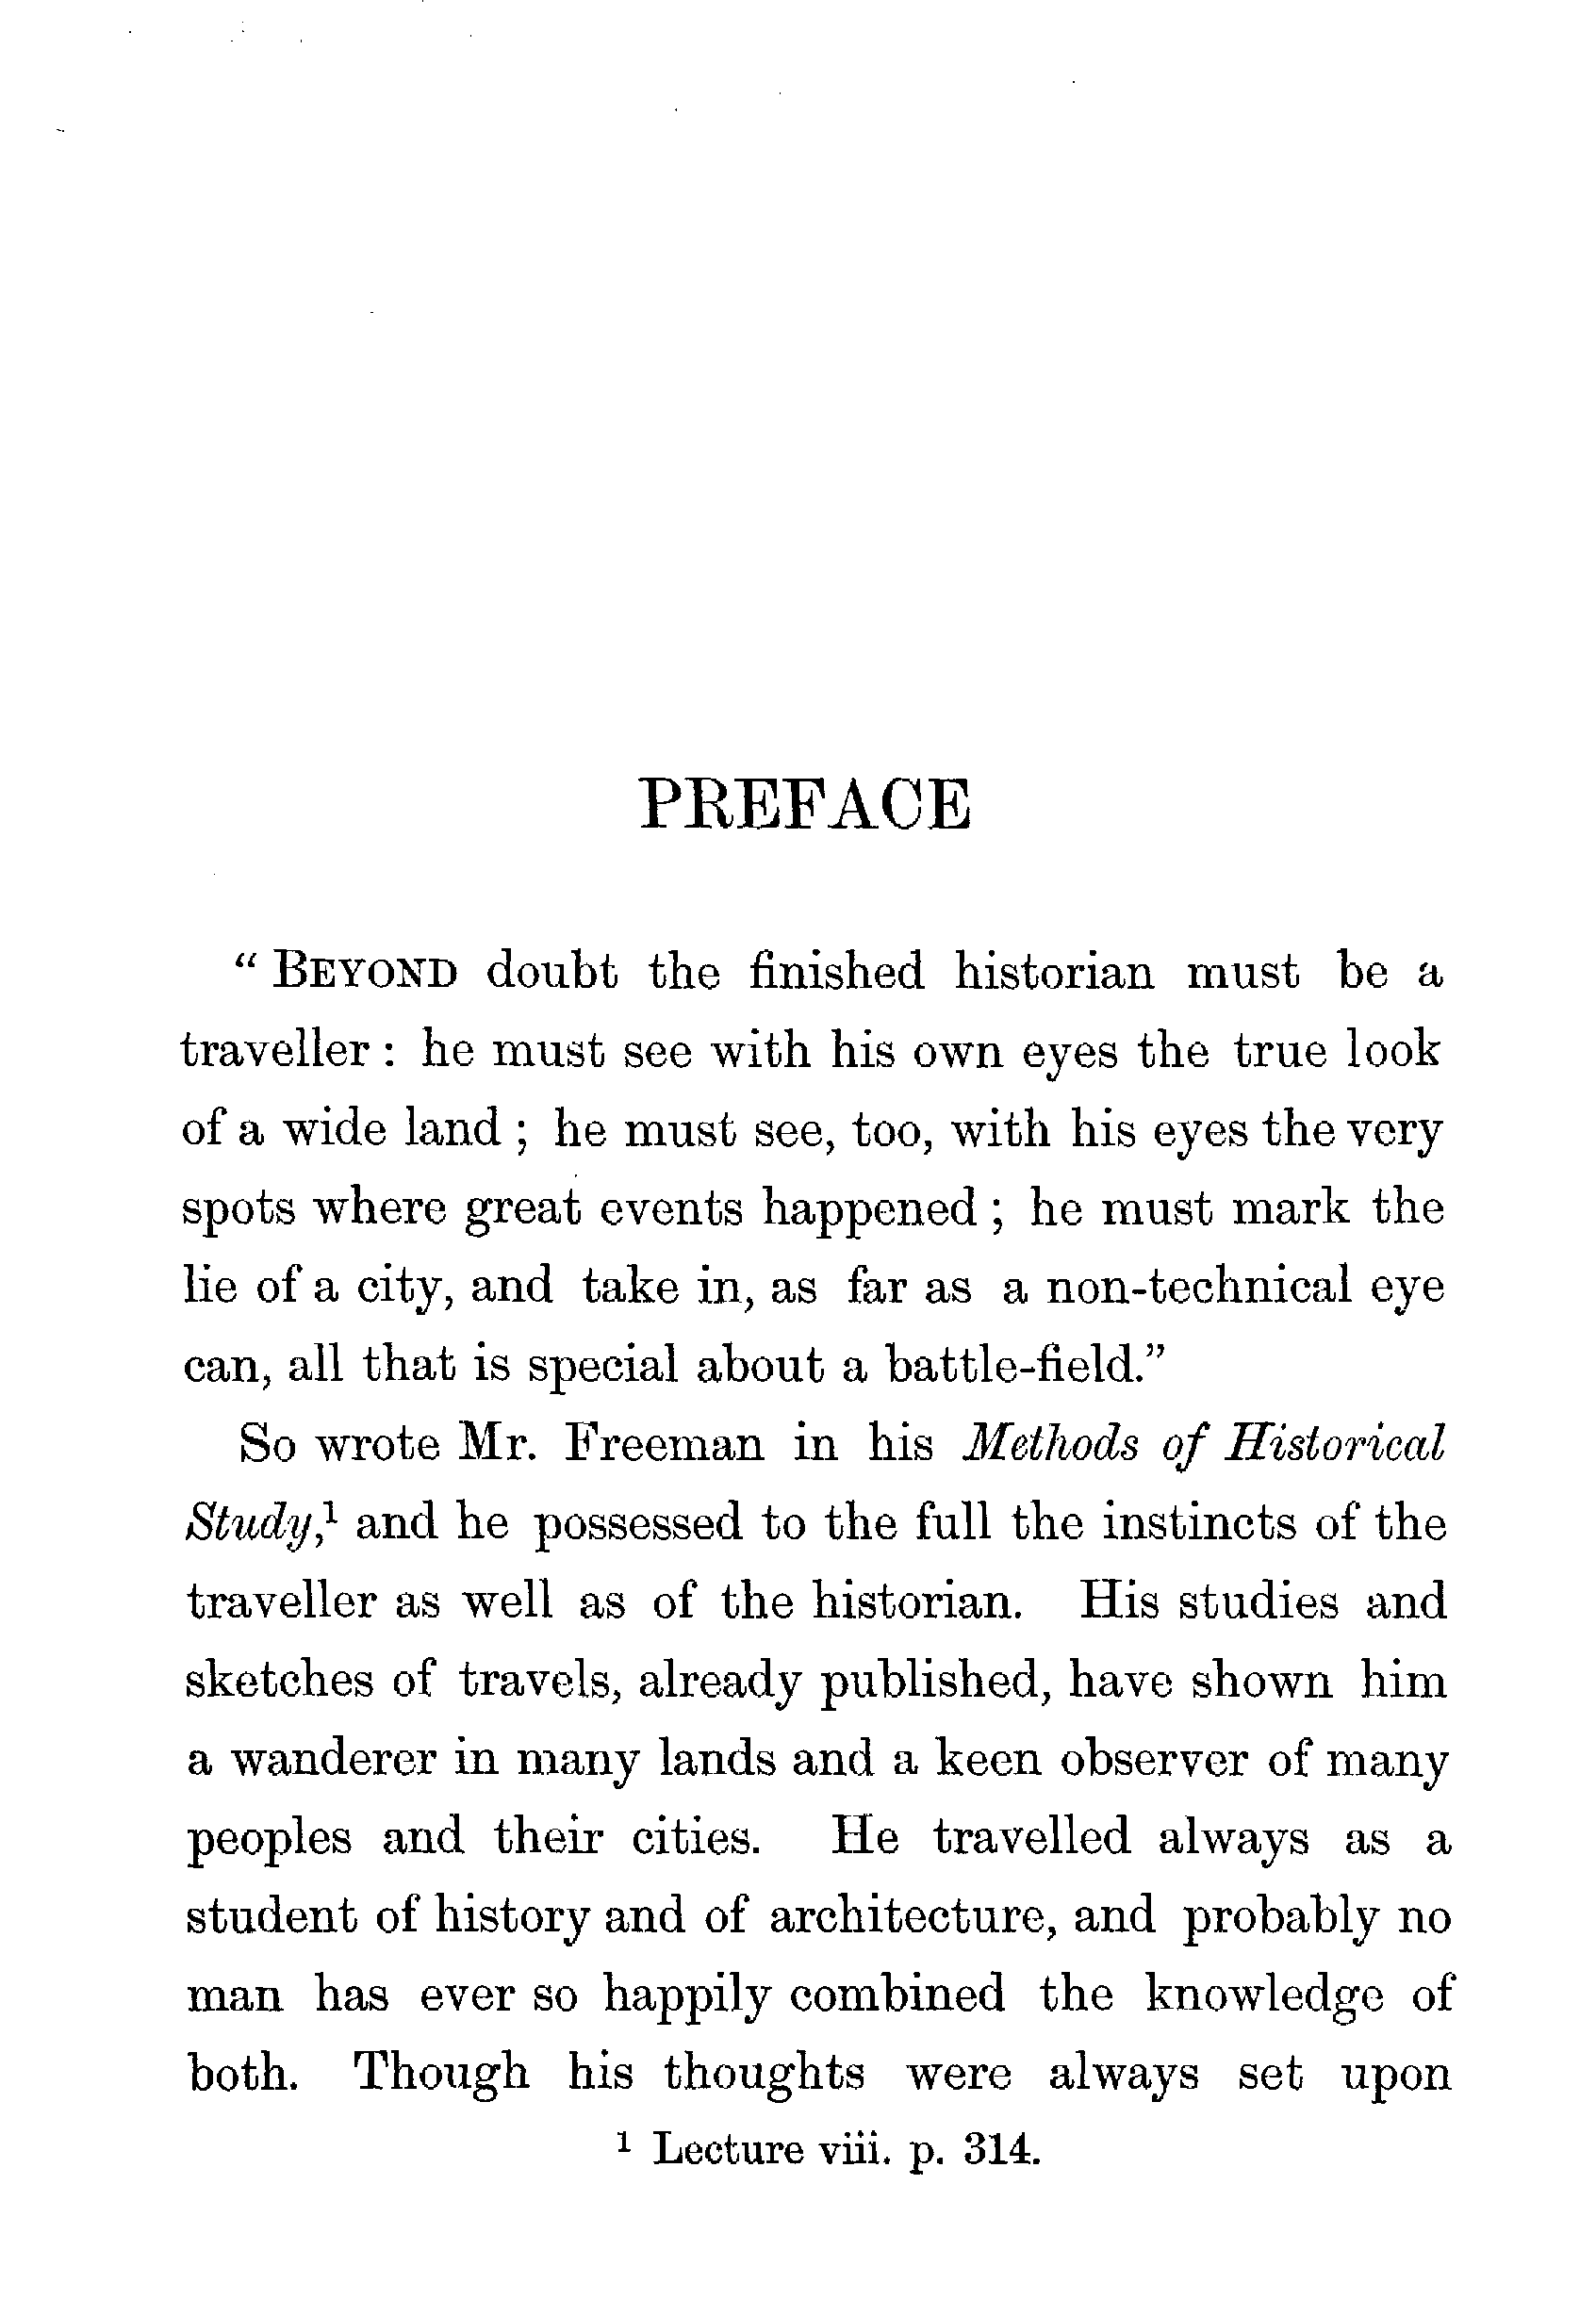 PREFACE
“ BEYOND doubt the finished historian must be a
traveller : he must see with his own eyes the true look
of a wide land ; he must see, too, with his eyes the very
spots where great events happened ; he must mark the
lie of a city, and take in, as far as a non-technical eye
can, all that is special about a battle-field.”
So wrote Mr. Freeman in his Methods of Historical
Study,¹ and he possessed to the full the instincts of the
traveller as well as of the historian. His studies and
sketches of travels, already published, have shown him
a wanderer in many lands and a keen observer of many
peoples and their cities. He travelled always as a
student of history and of architecture, and probably no
man has ever so happily combined the knowledge of
both. Though his thoughts were always set upon
¹ Lecture viii. p. 314.